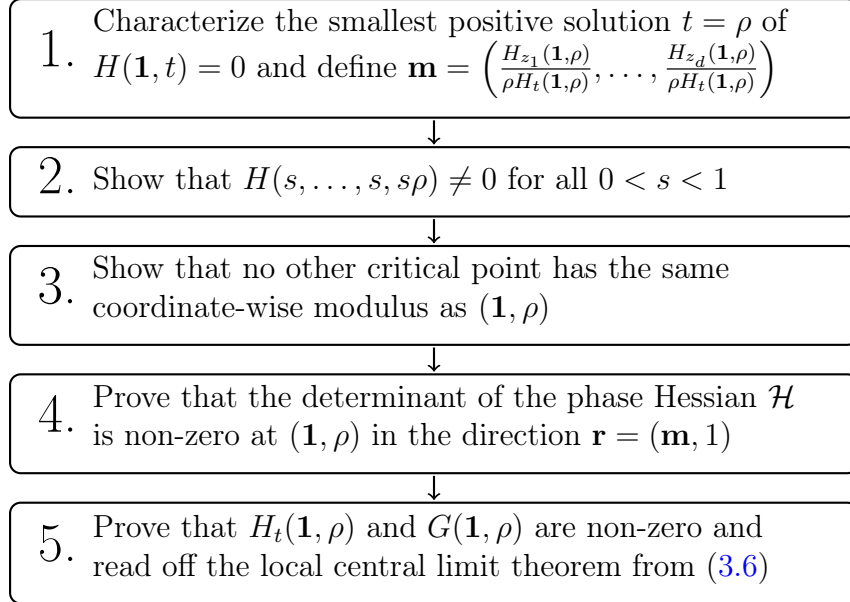 1. Characterize the smallest positive solution t = ρ of
H(𝟏, t) = 0 and define 𝐦 = (H_{z_1}(𝟏,ρ)/ρH_t(𝟏,ρ), . . . , H_{z_d}(𝟏,ρ)/ρH_t(𝟏,ρ))
↓
2. Show that H(s, . . . , s, sρ) ≠ 0 for all 0 < s < 1
↓
3. Show that no other critical point has the same
coordinate-wise modulus as (𝟏, ρ)
↓
4. Prove that the determinant of the phase Hessian ℋ
is non-zero at (𝟏, ρ) in the direction 𝐫 = (𝐦, 1)
↓
5. Prove that H_t(𝟏, ρ) and G(𝟏, ρ) are non-zero and
read off the local central limit theorem from (3.6)